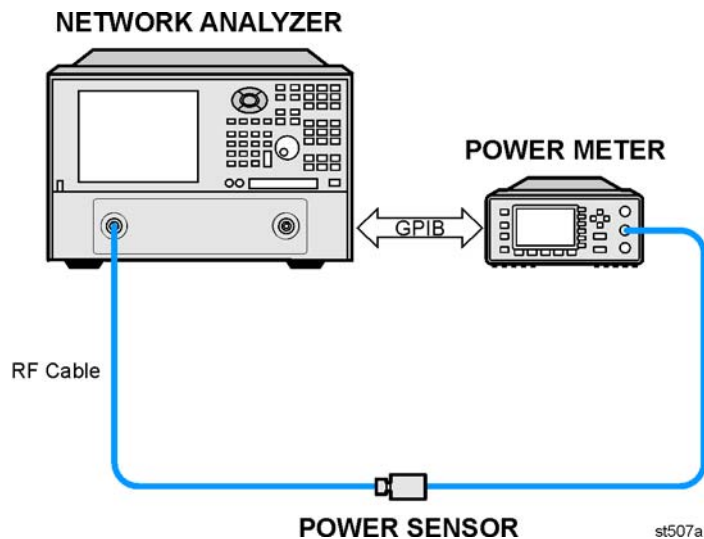 NETWORK ANALYZER
POWER METER
GPIB
RF Cable
POWER SENSOR
st507a